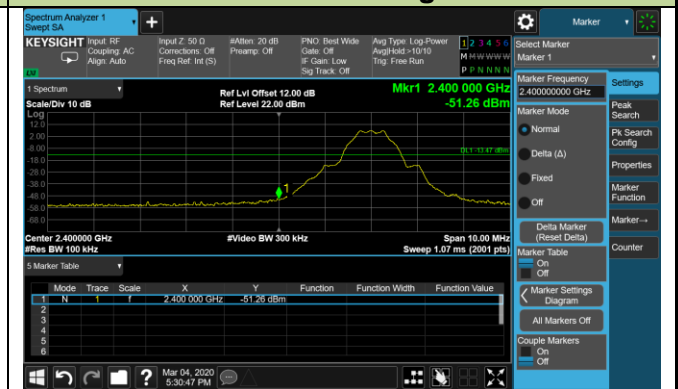 Spectrum Analyzer 1
Swept SA
Marker
KEYSIGHT
Input: RF
Coupling: AC
Align: Auto
Input Z: 50 Ω
Corrections: Off
Freq Ref: Int (S)
#Atten: 20 dB
Preamp: Off
PNO: Best Wide
Gate: Off
IF Gain: Low
Sig Track: Off
Avg Type: Log-Power
Avg|Hold:>10/10
Trig: Free Run
1 2 3 4 5 6
M W W W W W
P P N N N N
Select Marker
Marker 1
1 Spectrum
Scale/Div 10 dB
Ref Lvl Offset 12.00 dB
Ref Level 22.00 dBm
Mkr1 2.400 000 GHz
-51.26 dBm
Log
12.0
2.00
-8.00
-18.0
-28.0
-38.0
-48.0
-58.0
-68.0
DL1 -13.47 dBm
1
Center 2.400000 GHz
#Res BW 100 kHz
#Video BW 300 kHz
Span 10.00 MHz
Sweep 1.07 ms (2001 pts)
5 Marker Table
Mode Trace Scale X Y Function Function Width Function Value
1 N 1 f 2.400 000 GHz -51.26 dBm
2
3
4
5
6
Marker Frequency
2.400000000 GHz
Marker Mode
Normal
Delta (Δ)
Fixed
Off
Delta Marker
(Reset Delta)
Marker Table
On
Off
Marker Settings
Diagram
All Markers Off
Couple Markers
On
Off
Settings
Peak
Search
Pk Search
Config
Properties
Marker
Function
Marker→
Counter
Mar 04, 2020
5:30:47 PM